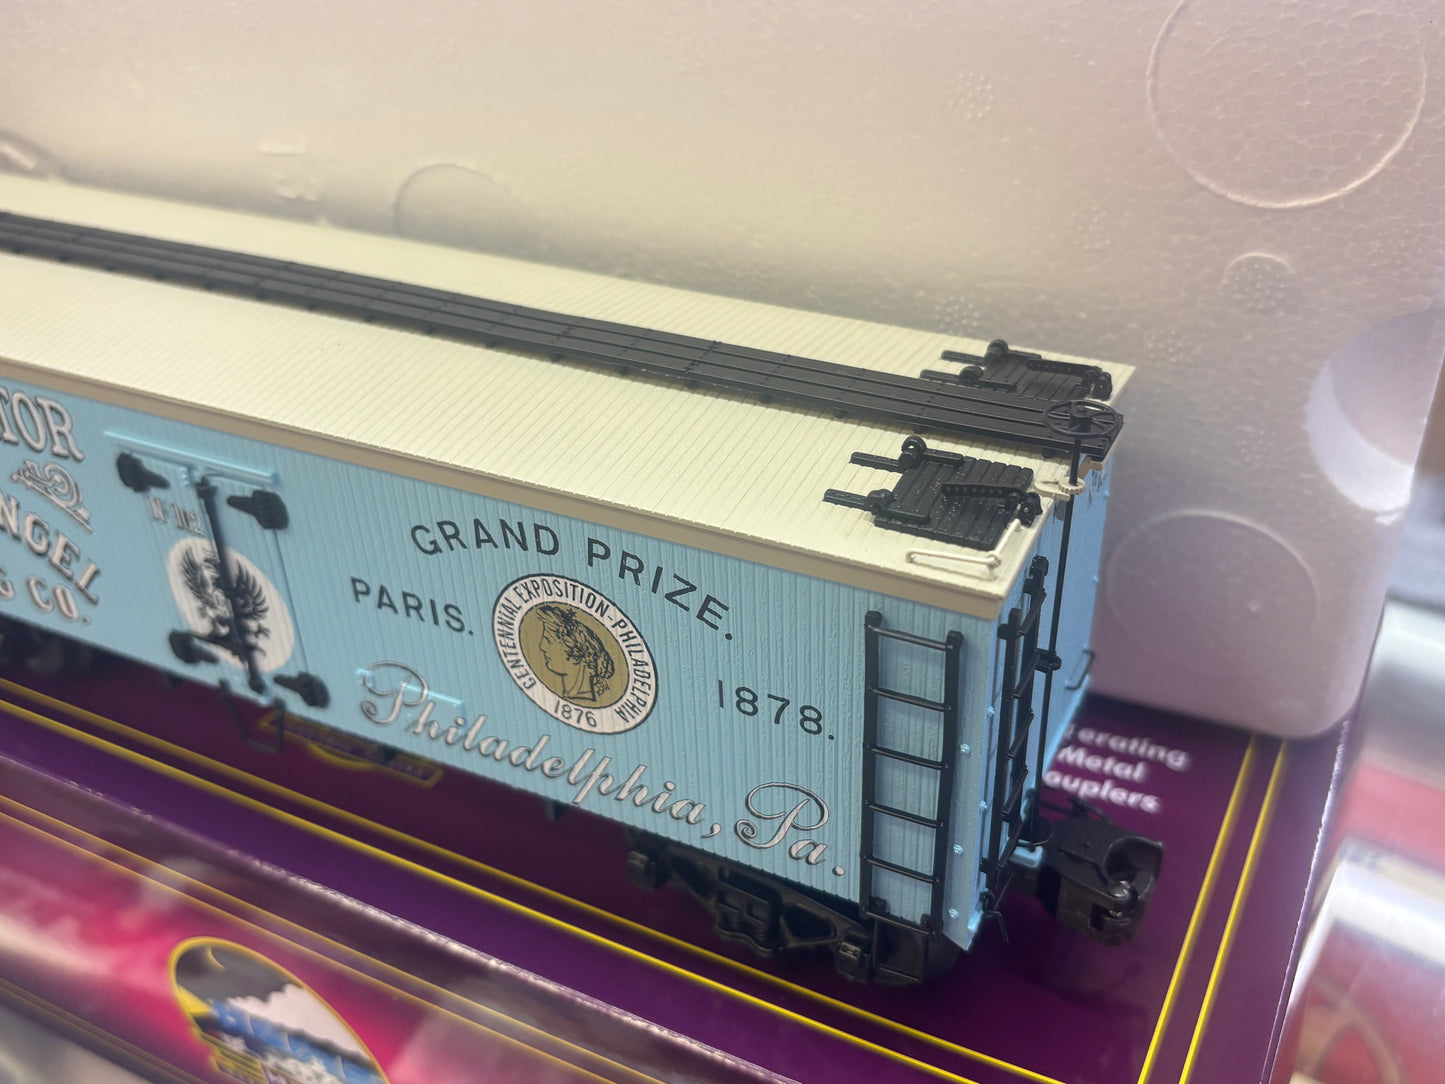 TOR
&
NGEL
& CO.
Nº 102
GRAND PRIZE.
PARIS.
1878.
CENTENNIAL EXPOSITION-PHILADELPHIA
1876
Philadelphia, Pa.
erating
Metal
ouplers